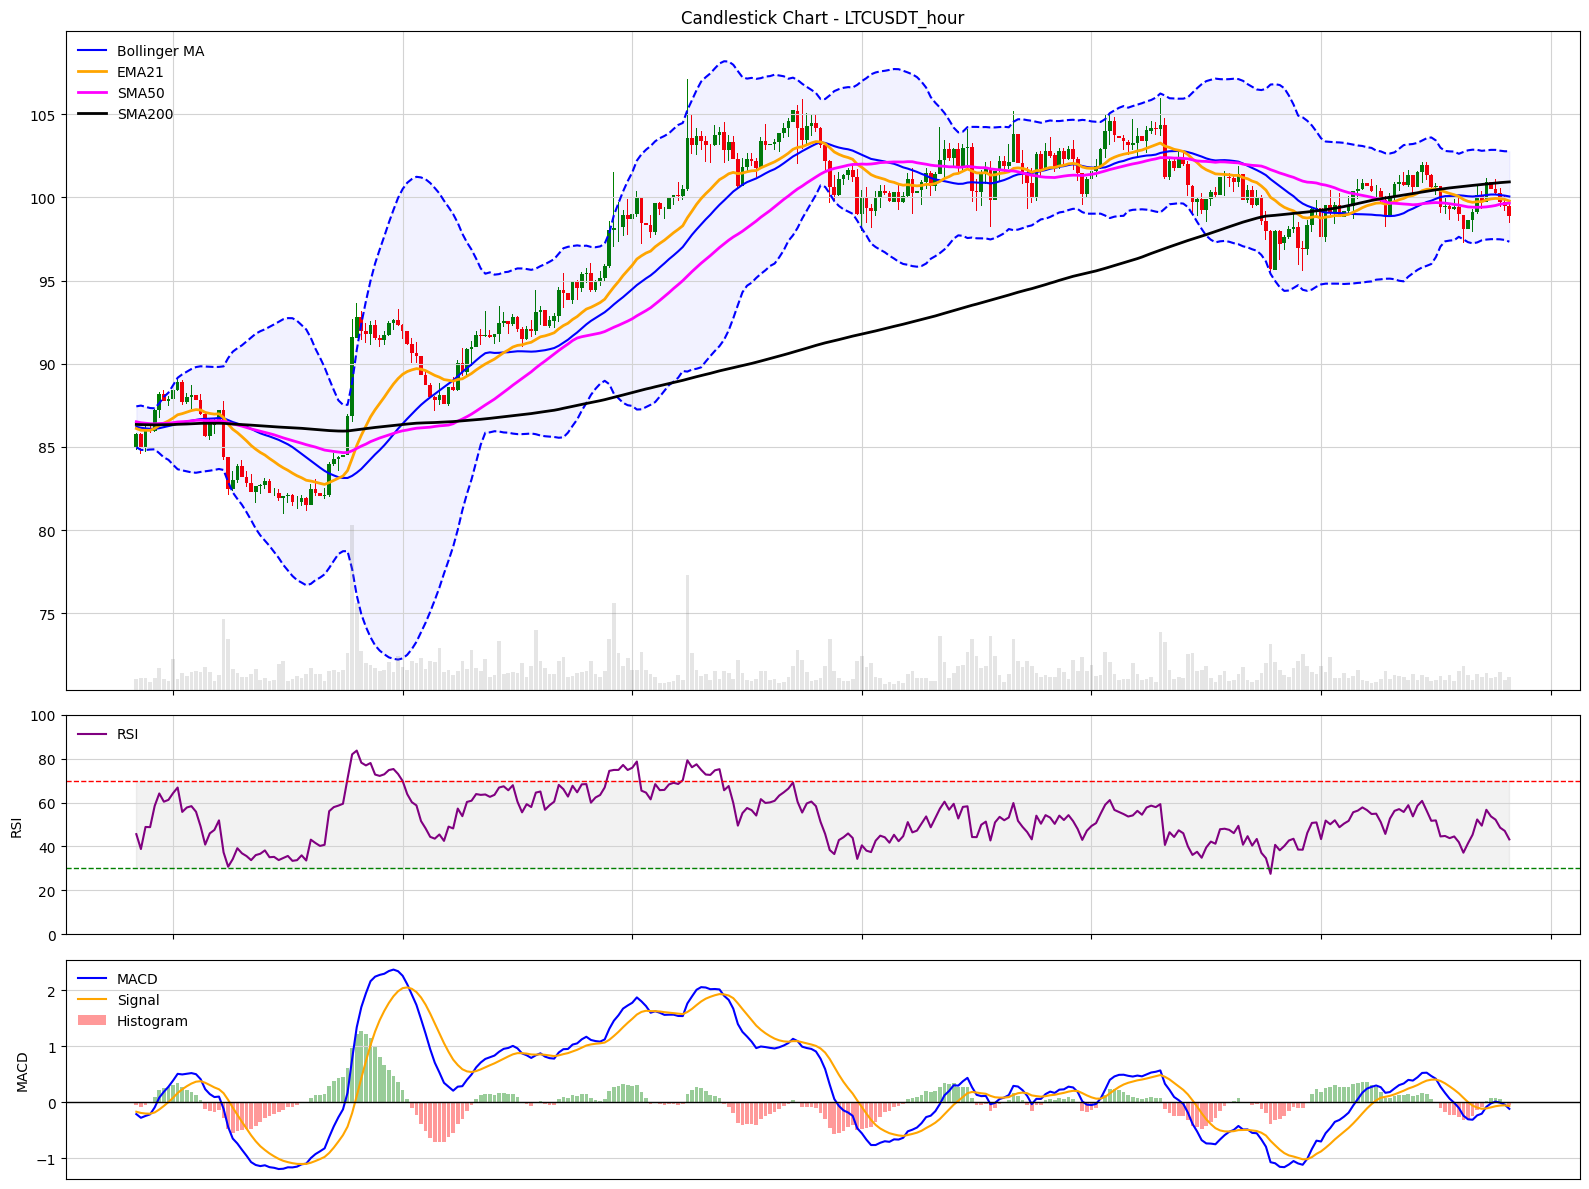 Candlestick Chart - LTCUSDT_hour
Bollinger MA
EMA21
SMA50
SMA200
105
100
95
90
85
80
75
RSI
100
80
60
40
20
0
RSI
MACD
Signal
Histogram
2
1
0
−1
MACD